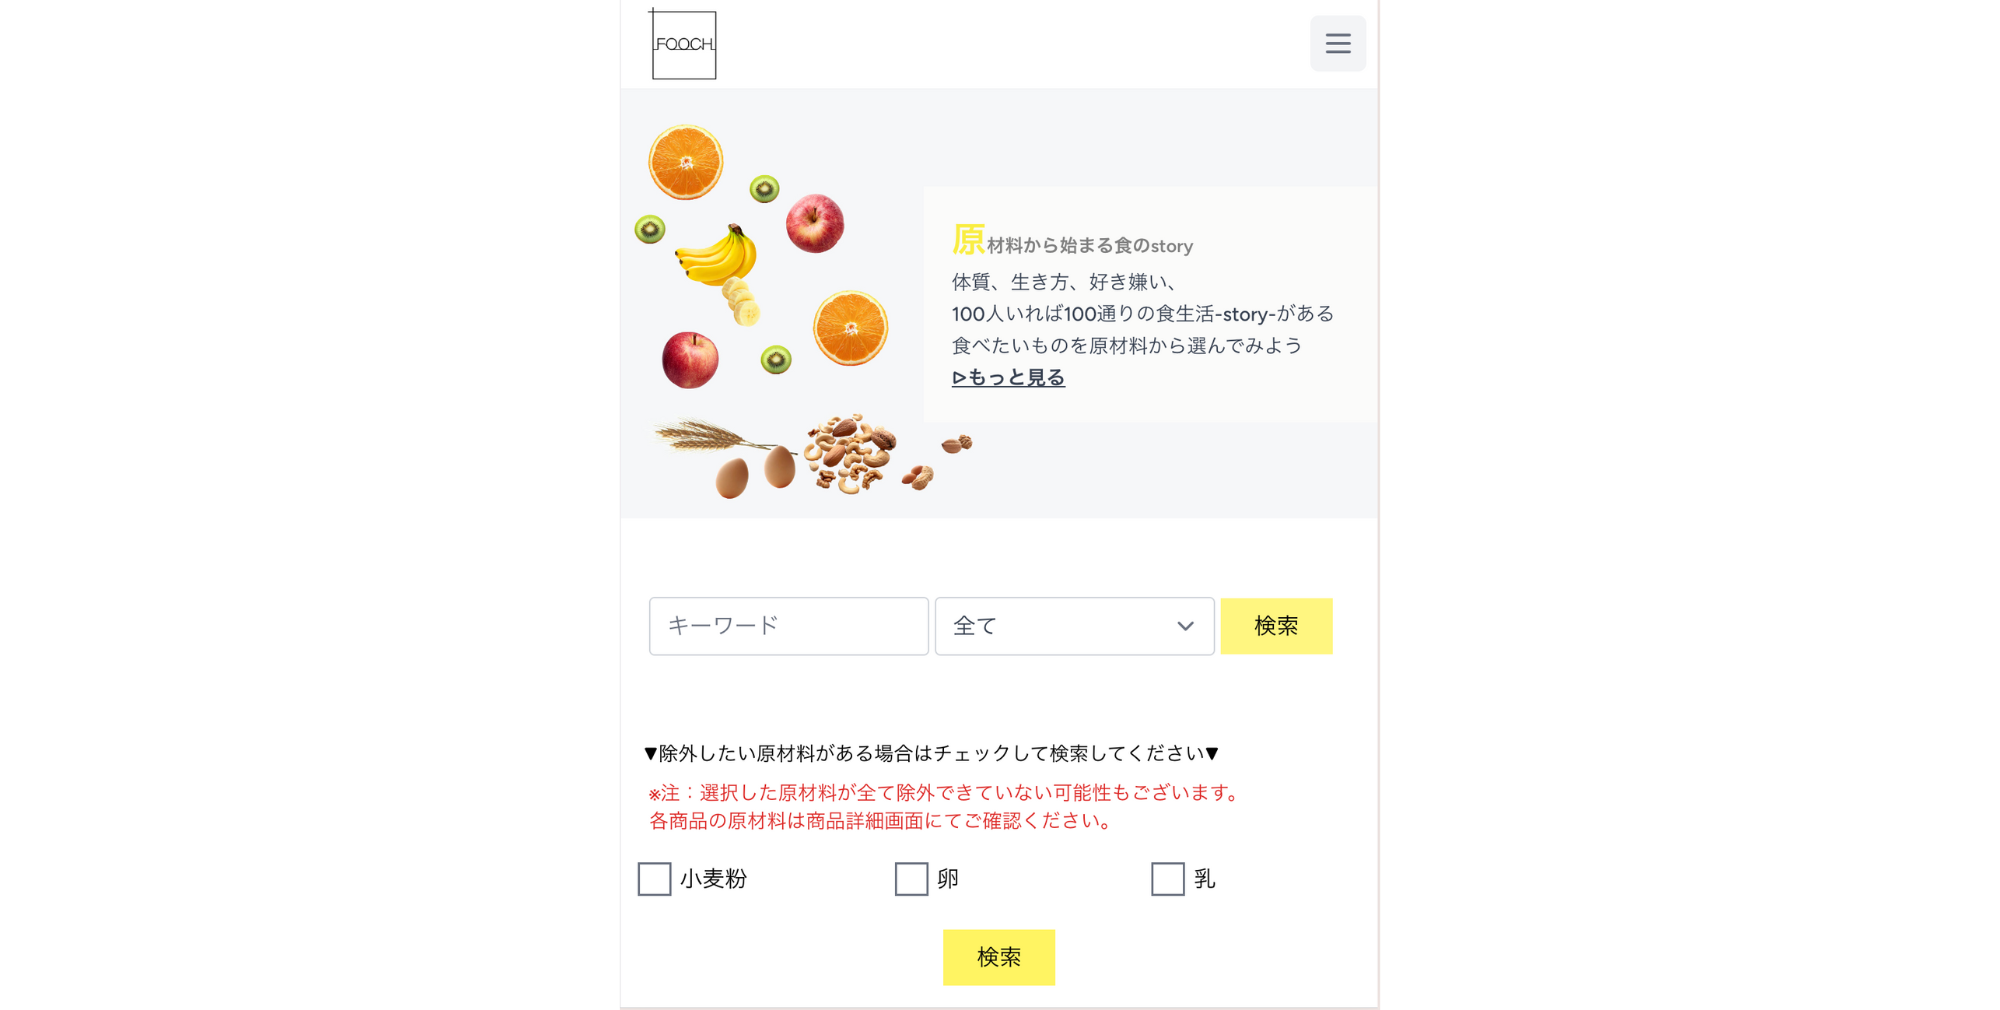 FOOCH
原材料から始まる食のstory
体質、生き方、好き嫌い、
100人いれば100通りの食生活-story-がある
食べたいものを原材料から選んでみよう
▷もっと見る
キーワード
全て
検索
▼除外したい原材料がある場合はチェックして検索してください▼
※注：選択した原材料が全て除外できていない可能性もございます。
各商品の原材料は商品詳細画面にてご確認ください。
小麦粉
卵
乳
検索